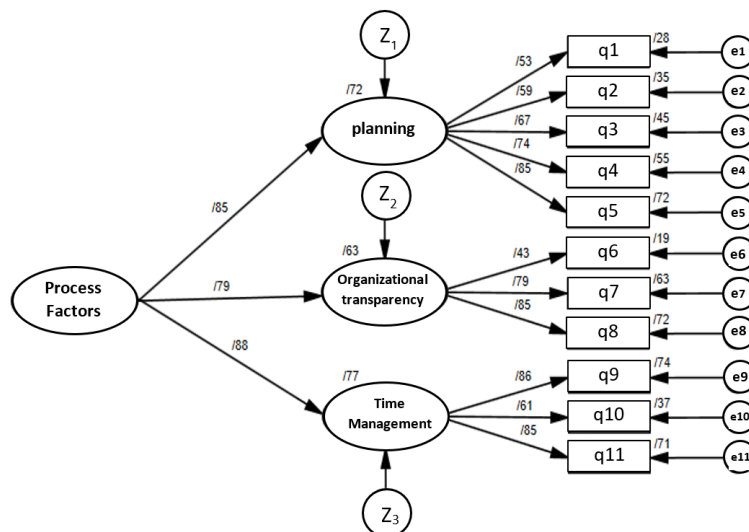 Z1
/72
planning
/53
/59
/67
/74
/85
q1
/28
e1
q2
/35
e2
q3
/45
e3
q4
/55
e4
q5
/72
e5
/85
Z2
/63
Organizational
transparency
/43
/79
/85
q6
/19
e6
q7
/63
e7
q8
/72
e8
Process
Factors
/79
/88
/77
Time
Management
/86
/61
/85
q9
/74
e9
q10
/37
e10
q11
/71
e11
Z3